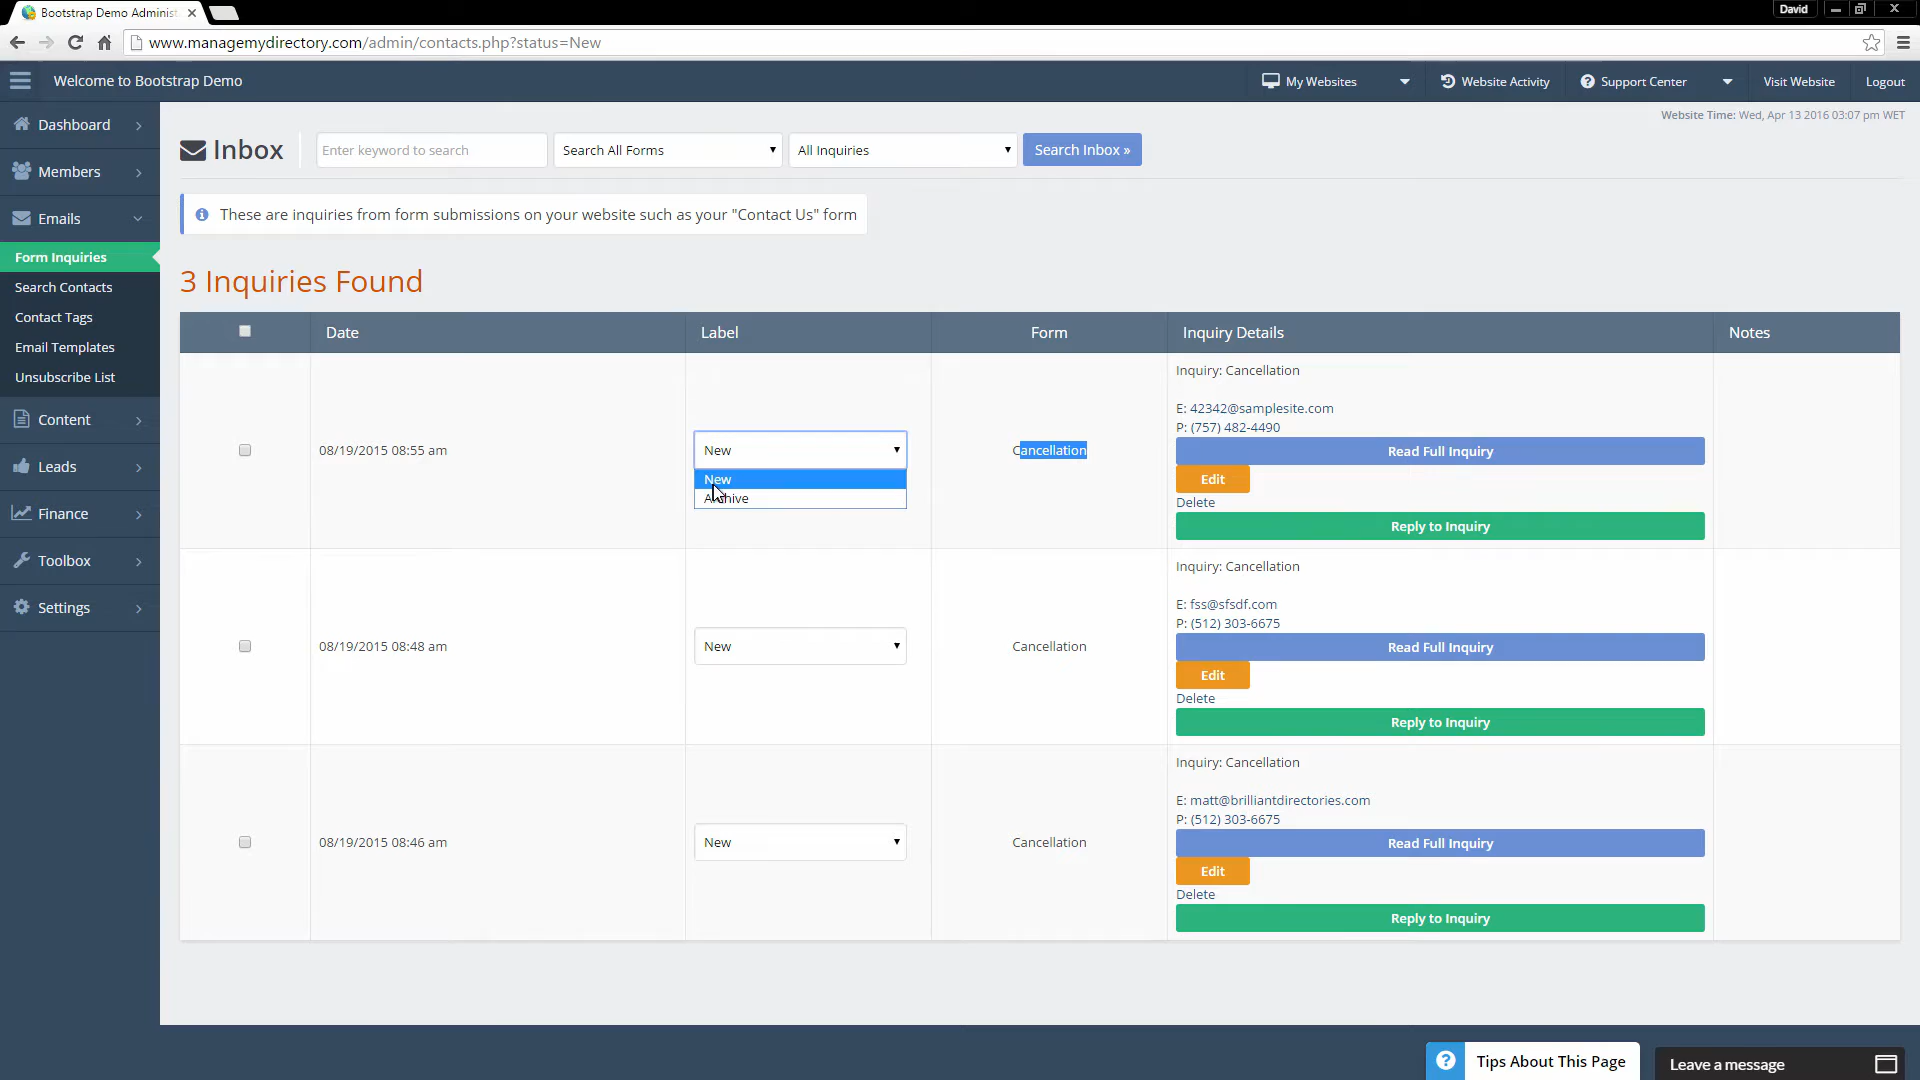 Bootstrap Demo Administ
David
www.managemydirectory.com/admin/contacts.php?status=New
Welcome to Bootstrap Demo
My Websites
Website Activity
Support Center
Visit Website
Logout
Website Time: Wed, Apr 13 2016 03:07 pm WET
Dashboard
Members
Emails
Form Inquiries
Search Contacts
Contact Tags
Email Templates
Unsubscribe List
Content
Leads
Finance
Toolbox
Settings
Inbox
Enter keyword to search
Search All Forms
All Inquiries
Search Inbox »
These are inquiries from form submissions on your website such as your "Contact Us" form
3 Inquiries Found
Date Label Form Inquiry Details Notes
08/19/2015 08:55 am
New
New
Archive
Cancellation
Inquiry: Cancellation
E: 42342@samplesite.com
P: (757) 482-4490
Read Full Inquiry
Edit
Delete
Reply to Inquiry
08/19/2015 08:48 am
New
Cancellation
Inquiry: Cancellation
E: fss@sfsdf.com
P: (512) 303-6675
Read Full Inquiry
Edit
Delete
Reply to Inquiry
08/19/2015 08:46 am
New
Cancellation
Inquiry: Cancellation
E: matt@brilliantdirectories.com
P: (512) 303-6675
Read Full Inquiry
Edit
Delete
Reply to Inquiry
Tips About This Page
Leave a message